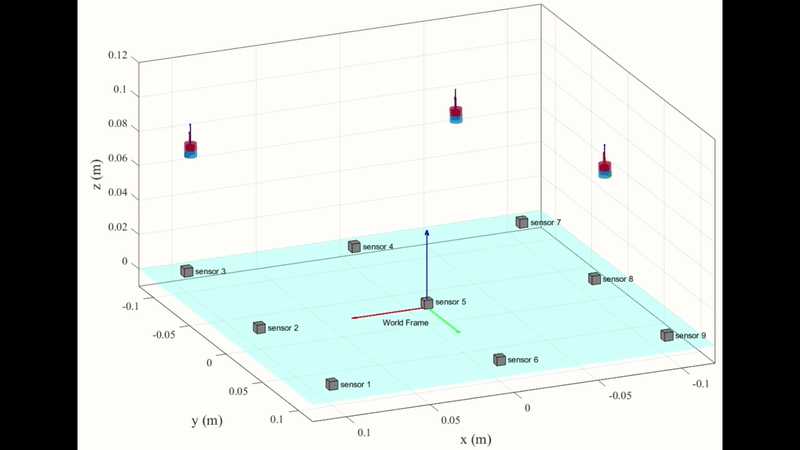 0.12
0.1
0.08
0.06
0.04
0.02
0
z (m)
sensor 7
sensor 4
sensor 3
sensor 8
sensor 5
World Frame
sensor 2
sensor 9
sensor 6
sensor 1
-0.1
-0.05
0
0.05
0.1
y (m)
0.1
0.05
0
-0.05
-0.1
x (m)